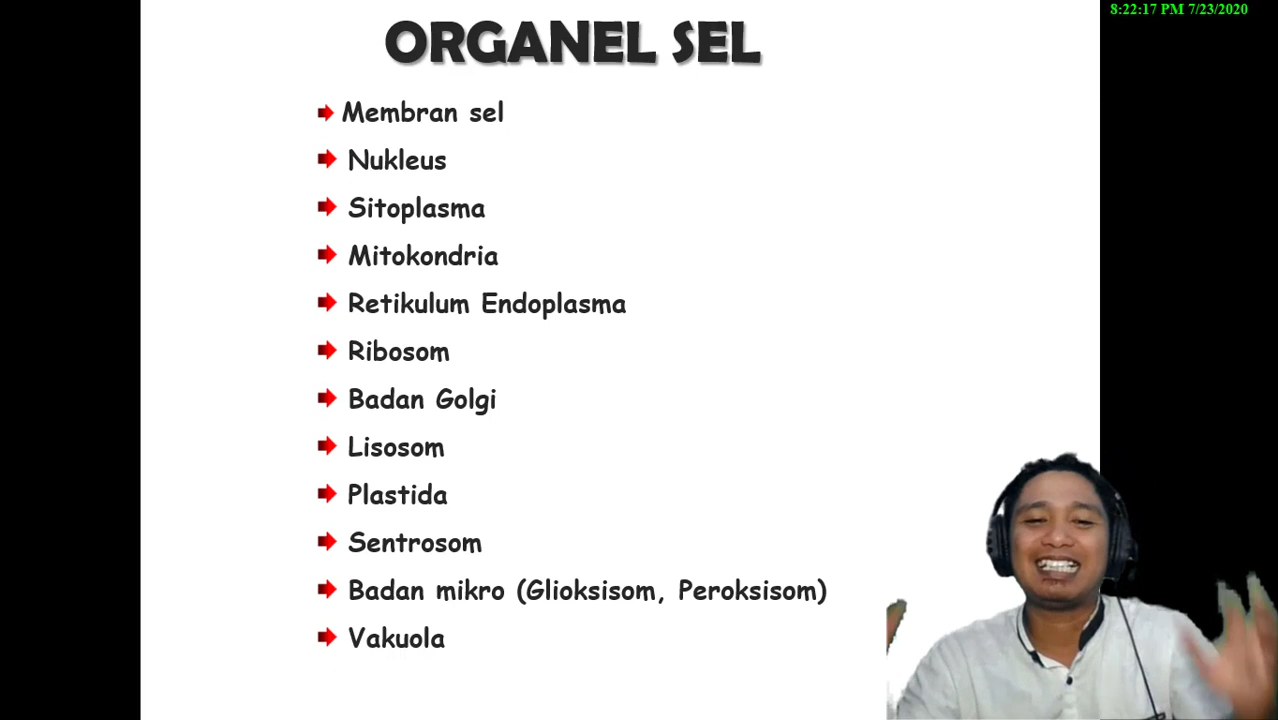 8:22:17 PM 7/23/2020
ORGANEL SEL
Membran sel
Nukleus
Sitoplasma
Mitokondria
Retikulum Endoplasma
Ribosom
Badan Golgi
Lisosom
Plastida
Sentrosom
Badan mikro (Glioksisom, Peroksisom)
Vakuola